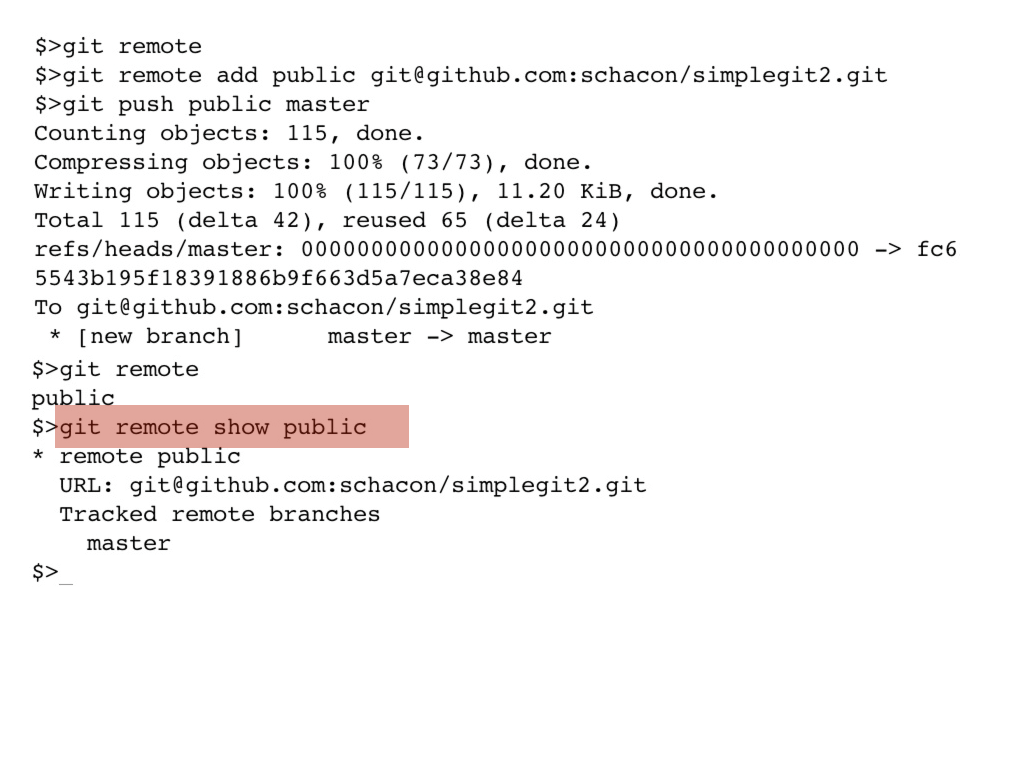 $>git remote
$>git remote add public git@github.com:schacon/simplegit2.git
$>git push public master
Counting objects: 115, done.
Compressing objects: 100% (73/73), done.
Writing objects: 100% (115/115), 11.20 KiB, done.
Total 115 (delta 42), reused 65 (delta 24)
refs/heads/master: 0000000000000000000000000000000000000000 -> fc6
5543b195f18391886b9f663d5a7eca38e84
To git@github.com:schacon/simplegit2.git
 * [new branch]      master -> master
$>git remote
public
$>git remote show public
* remote public
  URL: git@github.com:schacon/simplegit2.git
  Tracked remote branches
    master
$>_